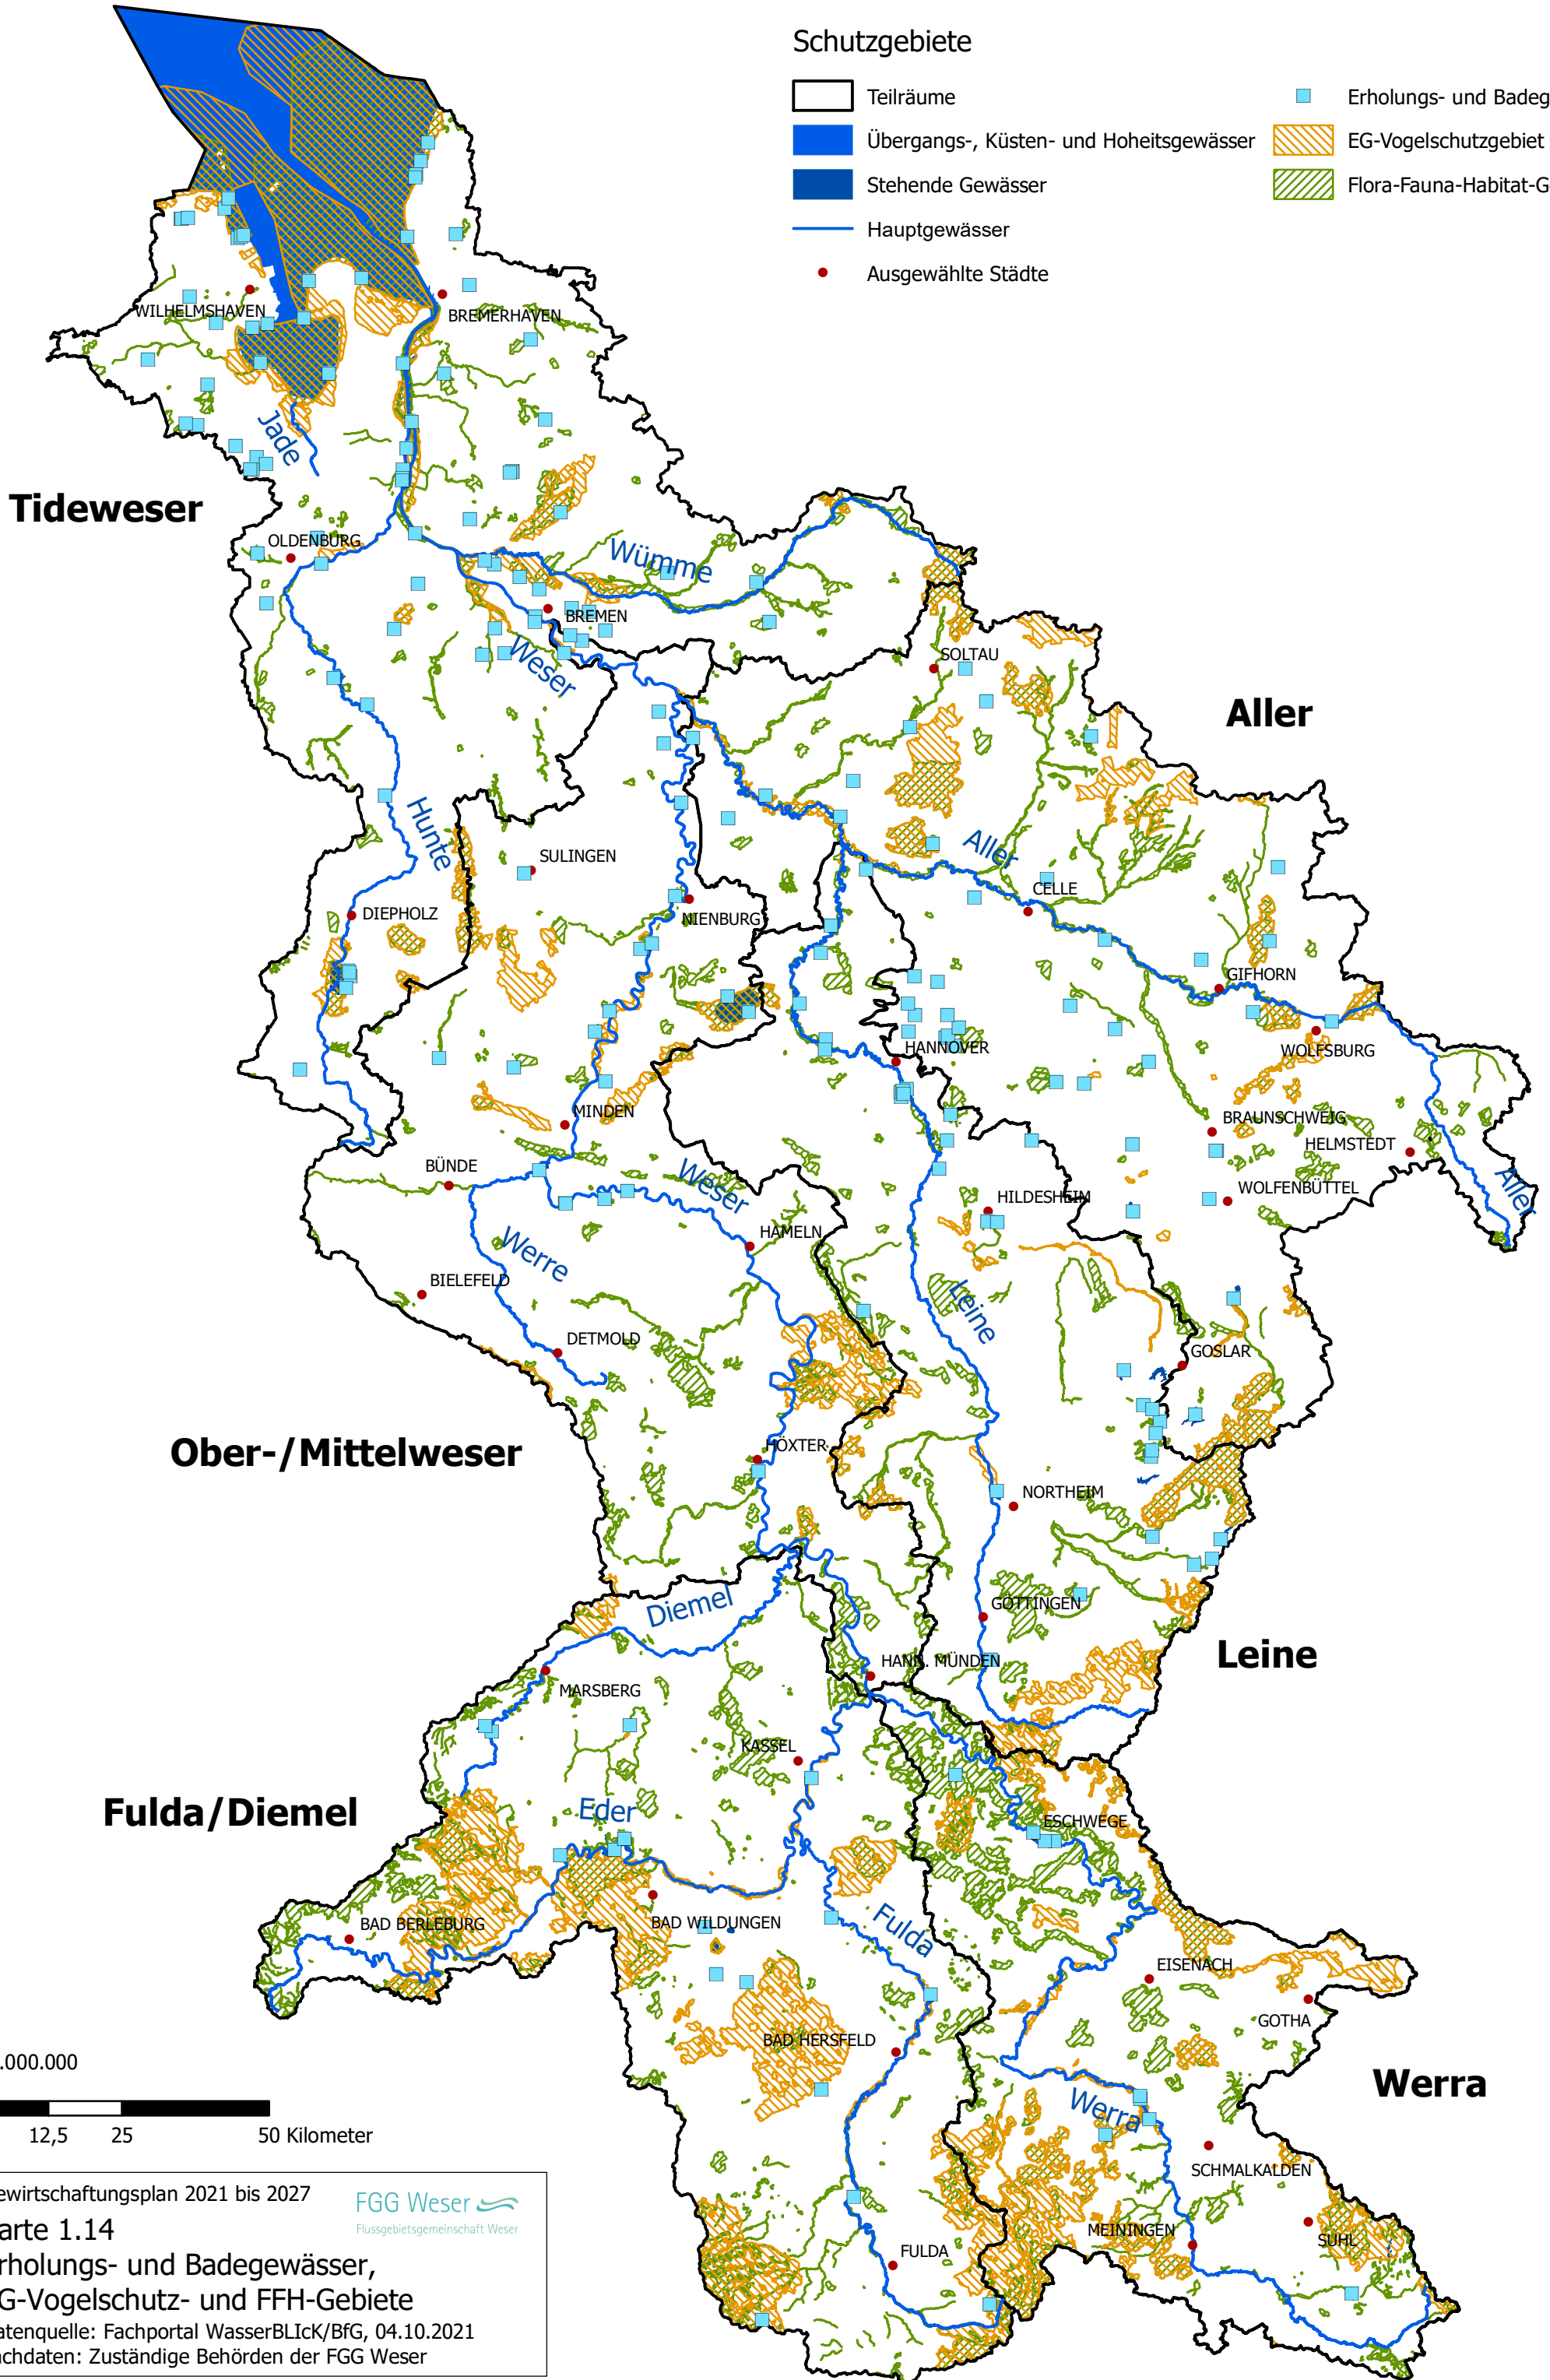 Schutzgebiete
Teilräume
Übergangs-, Küsten- und Hoheitsgewässer
Stehende Gewässer
Hauptgewässer
Ausgewählte Städte
Erholungs- und Badeg
EG-Vogelschutzgebiet
Flora-Fauna-Habitat-G
WILHELMSHAVEN
BREMERHAVEN
Jade
Tideweser
OLDENBURG
Wümme
BREMEN
Weser
SOLTAU
Aller
Hunte
SULINGEN
Aller
CELLE
DIEPHOLZ
NIENBURG
GIFHORN
HANNOVER
WOLFSBURG
MINDEN
BRAUNSCHWEIG
HELMSTEDT
BÜNDE
Weser
HILDESHEIM
WOLFENBÜTTEL
Aller
HAMELN
Werre
BIELEFELD
Leine
DETMOLD
GOSLAR
Ober-/Mittelweser
HÖXTER
NORTHEIM
Diemel
GÖTTINGEN
Leine
HANN. MÜNDEN
MARSBERG
KASSEL
Fulda/Diemel
Eder
ESCHWEGE
BAD BERLEBURG
BAD WILDUNGEN
Fulda
EISENACH
GOTHA
BAD HERSFELD
Werra
Werra
SCHMALKALDEN
MEININGEN
SUHL
FULDA
.000.000
12,5 25 50 Kilometer
ewirtschaftungsplan 2021 bis 2027
FGG Weser
Flussgebietsgemeinschaft Weser
arte 1.14
rholungs- und Badegewässer,
G-Vogelschutz- und FFH-Gebiete
atenquelle: Fachportal WasserBLIcK/BfG, 04.10.2021
achdaten: Zuständige Behörden der FGG Weser